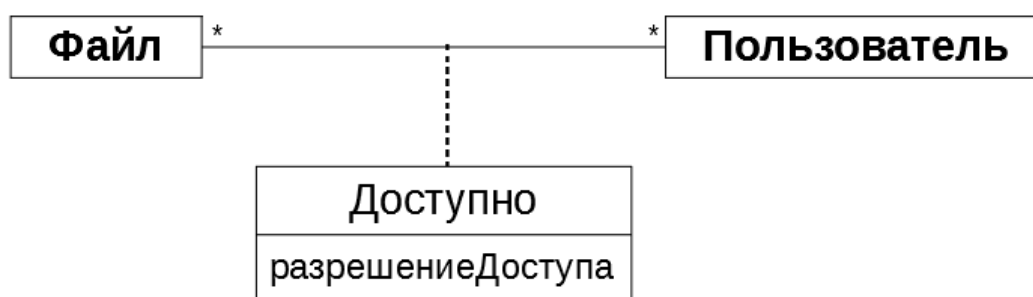 Файл
*
*
Пользователь
Доступно
разрешениеДоступа